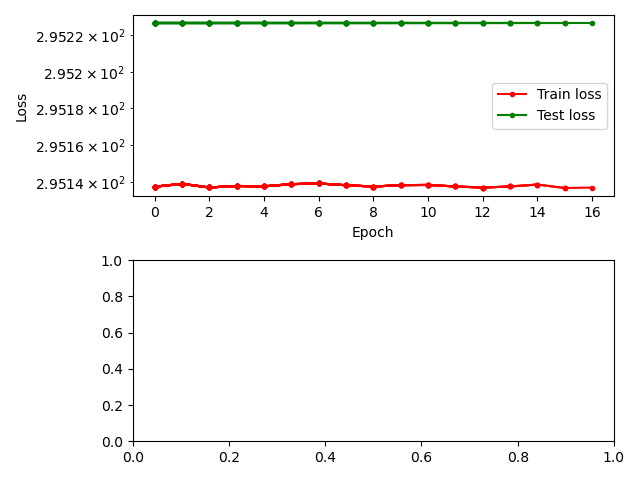 2.9522 × 10²
2.952 × 10²
2.9518 × 10²
2.9516 × 10²
2.9514 × 10²
Loss
Train loss
Test loss
0 2 4 6 8 10 12 14 16
Epoch
1.0
0.8
0.6
0.4
0.2
0.0
0.0 0.2 0.4 0.6 0.8 1.0